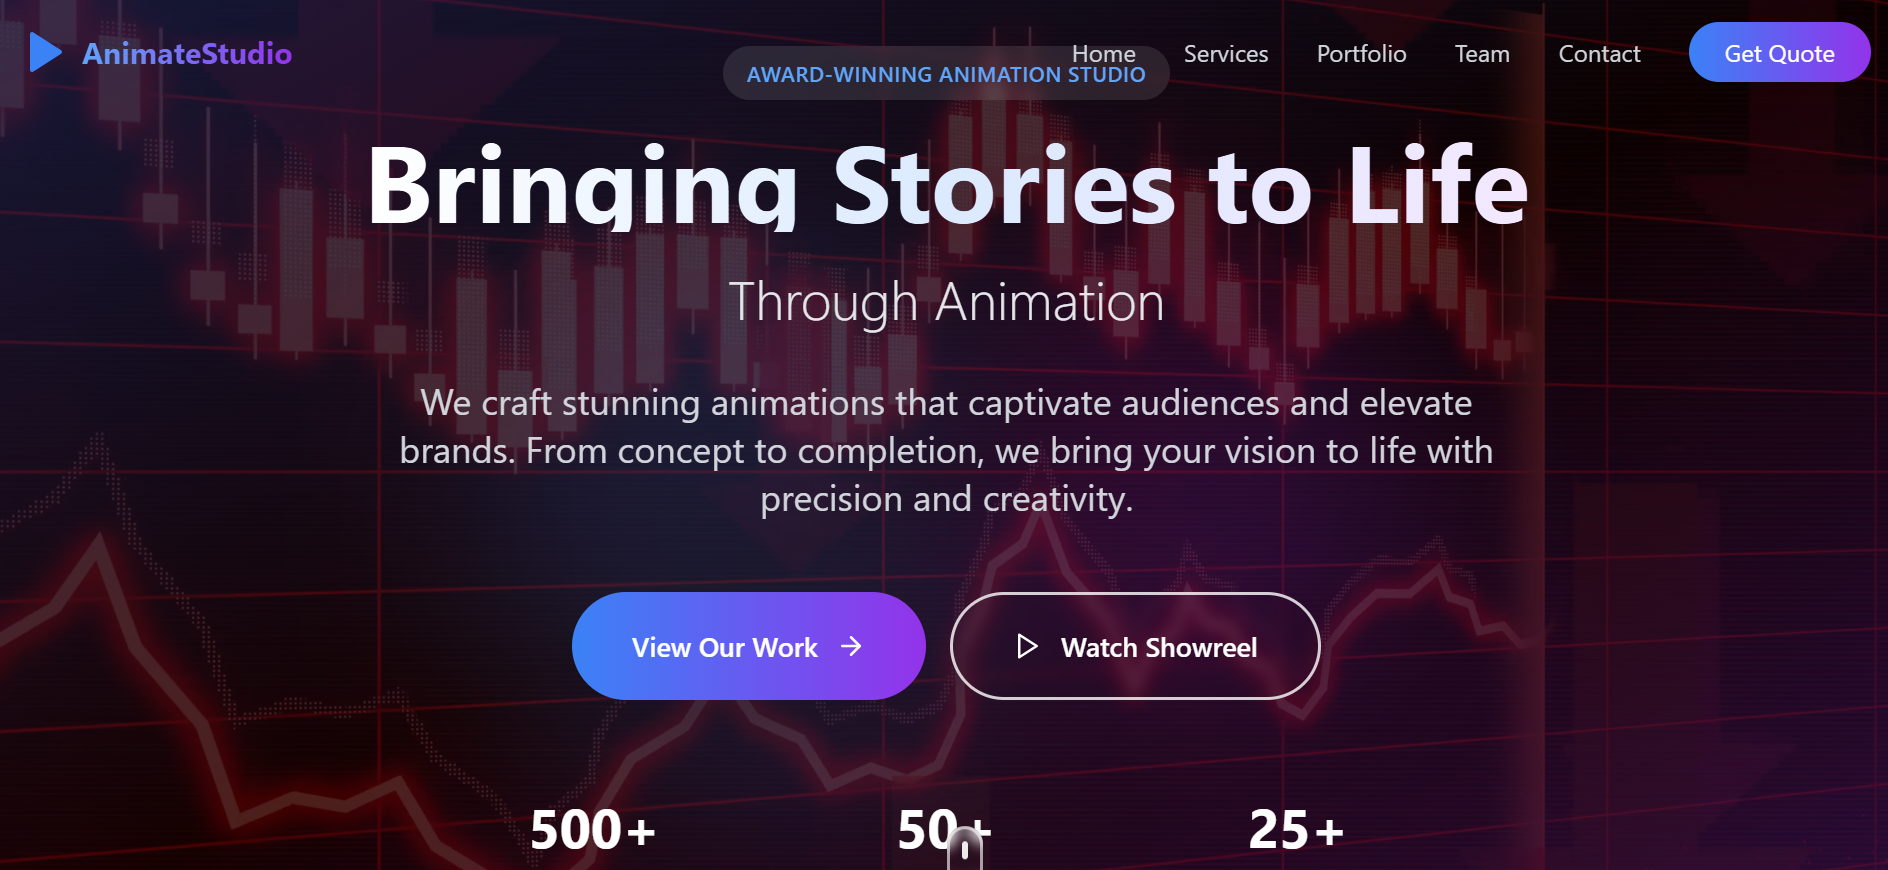 AnimateStudio
Home
Services
Portfolio
Team
Contact
Get Quote
AWARD-WINNING ANIMATION STUDIO
Bringing Stories to Life
Through Animation
We craft stunning animations that captivate audiences and elevate
brands. From concept to completion, we bring your vision to life with
precision and creativity.
View Our Work
Watch Showreel
500+
50+
25+